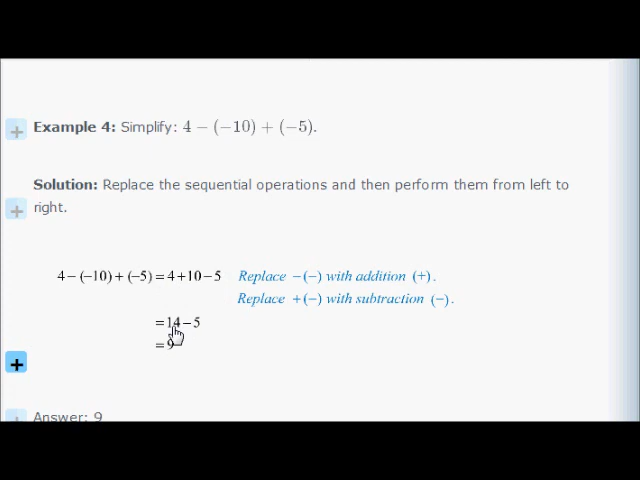 Example 4: Simplify: 4 − (−10) + (−5).
Solution: Replace the sequential operations and then perform them from left to
right.
4 − (−10) + (−5) = 4 + 10 − 5 Replace −(−) with addition (+).
Replace +(−) with subtraction (−).
= 14 − 5
= 9
Answer: 9